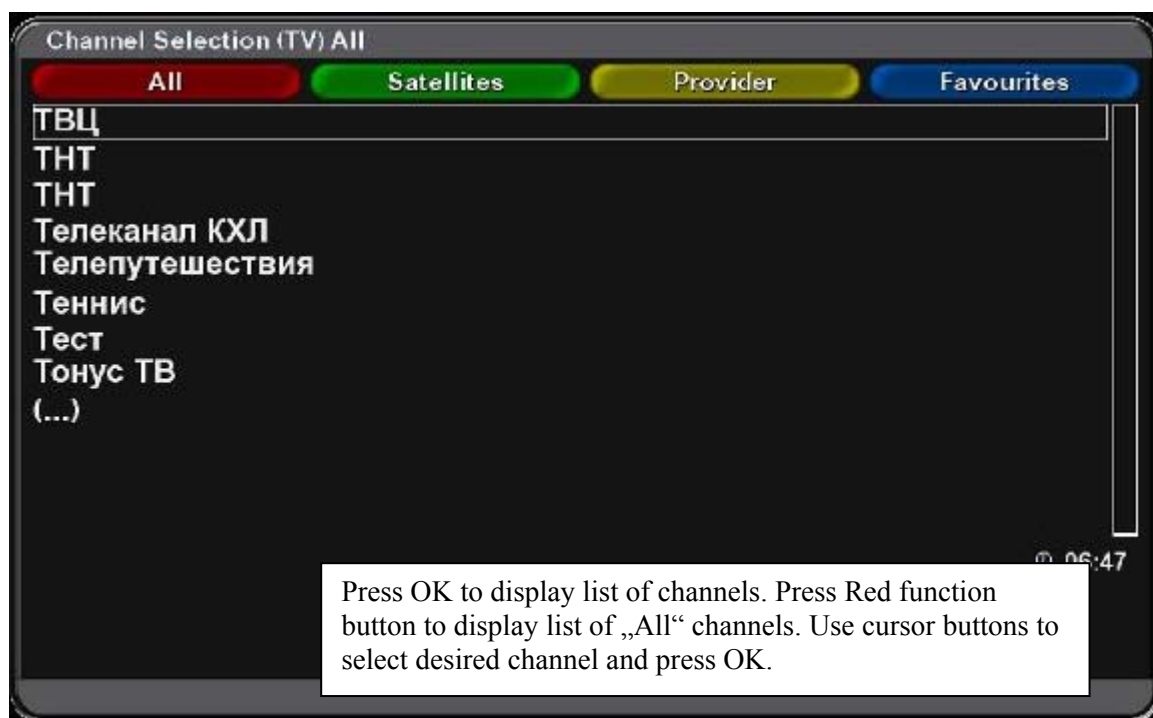 Channel Selection (TV) All
All Satellites Provider Favourites
ТВЦ
ТНТ
ТНТ
Телеканал КХЛ
Телепутешествия
Теннис
Тест
Тонус ТВ
(...)
06:47
Press OK to display list of channels. Press Red function
button to display list of „All“ channels. Use cursor buttons to
select desired channel and press OK.